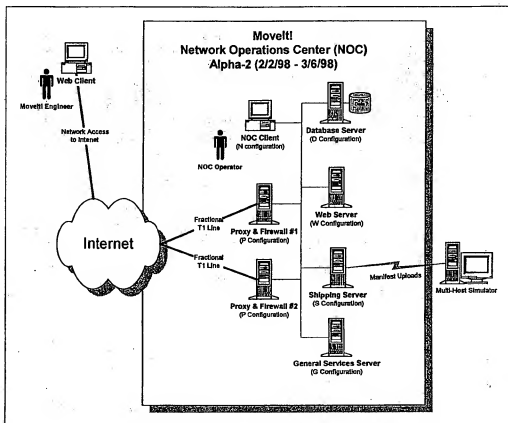 MoveIt!
Network Operations Center (NOC)
Alpha-2 (2/2/98 - 3/6/98)
Web Client
MoveIt! Engineer
Network Access
to Internet
NOC Client
(N configuration)
NOC Operator
Database Server
(D Configuration)
Internet
Fractional
T1 Line
Proxy & Firewall #1
(P Configuration)
Web Server
(W Configuration)
Fractional
T1 Line
Proxy & Firewall #2
(P Configuration)
Shipping Server
(S Configuration)
Manifest Uploads
Multi-Host Simulator
General Services Server
(G Configuration)